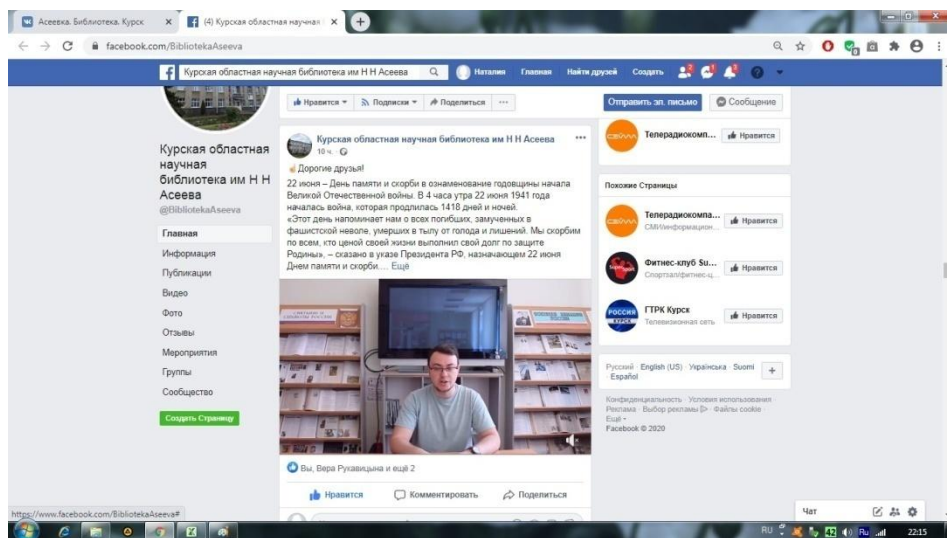 Асеевка. Библиотека. Курск
(4) Курская областная научная
facebook.com/BibliotekaAseeva
Курская областная научная библиотека им Н Н Асеева
Наталия
Главная
Найти друзей
Создать
Нравится
Подписки
Поделиться
Отправить эл. письмо
Сообщение
Курская областная
научная
библиотека им Н Н
Асеева
@BibliotekaAseeva
Главная
Информация
Публикации
Видео
Фото
Отзывы
Мероприятия
Группы
Сообщество
Создать Страницу
Курская областная научная библиотека им Н Н Асеева
10 ч.
Дорогие друзья!
22 июня – День памяти и скорби в ознаменование годовщины начала
Великой Отечественной войны. В 4 часа утра 22 июня 1941 года
началась война, которая продлилась 1418 дней и ночей.
«Этот день напоминает нам о всех погибших, замученных в
фашистской неволе, умерших в тылу от голода и лишений. Мы скорбим
по всем, кто ценой своей жизни выполнил свой долг по защите
Родины», – сказано в указе Президента РФ, назначающем 22 июня
Днем памяти и скорби.... Ещё
Вы, Вера Рукавицына и ещё 2
Нравится
Комментировать
Поделиться
Телерадиокомп...
Нравится
Похожие Страницы
Телерадиокомпа...
СМИ/информацион...
Нравится
Фитнес-клуб Su...
Спортзал/фитнес-ц...
Нравится
РОССИЯ
КУРСК
ГТРК Курск
Телевизионная сеть
Нравится
Русский · English (US) · Українська · Suomi
· Español
Конфиденциальность · Условия использования ·
Реклама · Выбор рекламы · Файлы cookie ·
Ещё
Facebook © 2020
Чат
https://www.facebook.com/BibliotekaAseeva#
RU
22:15